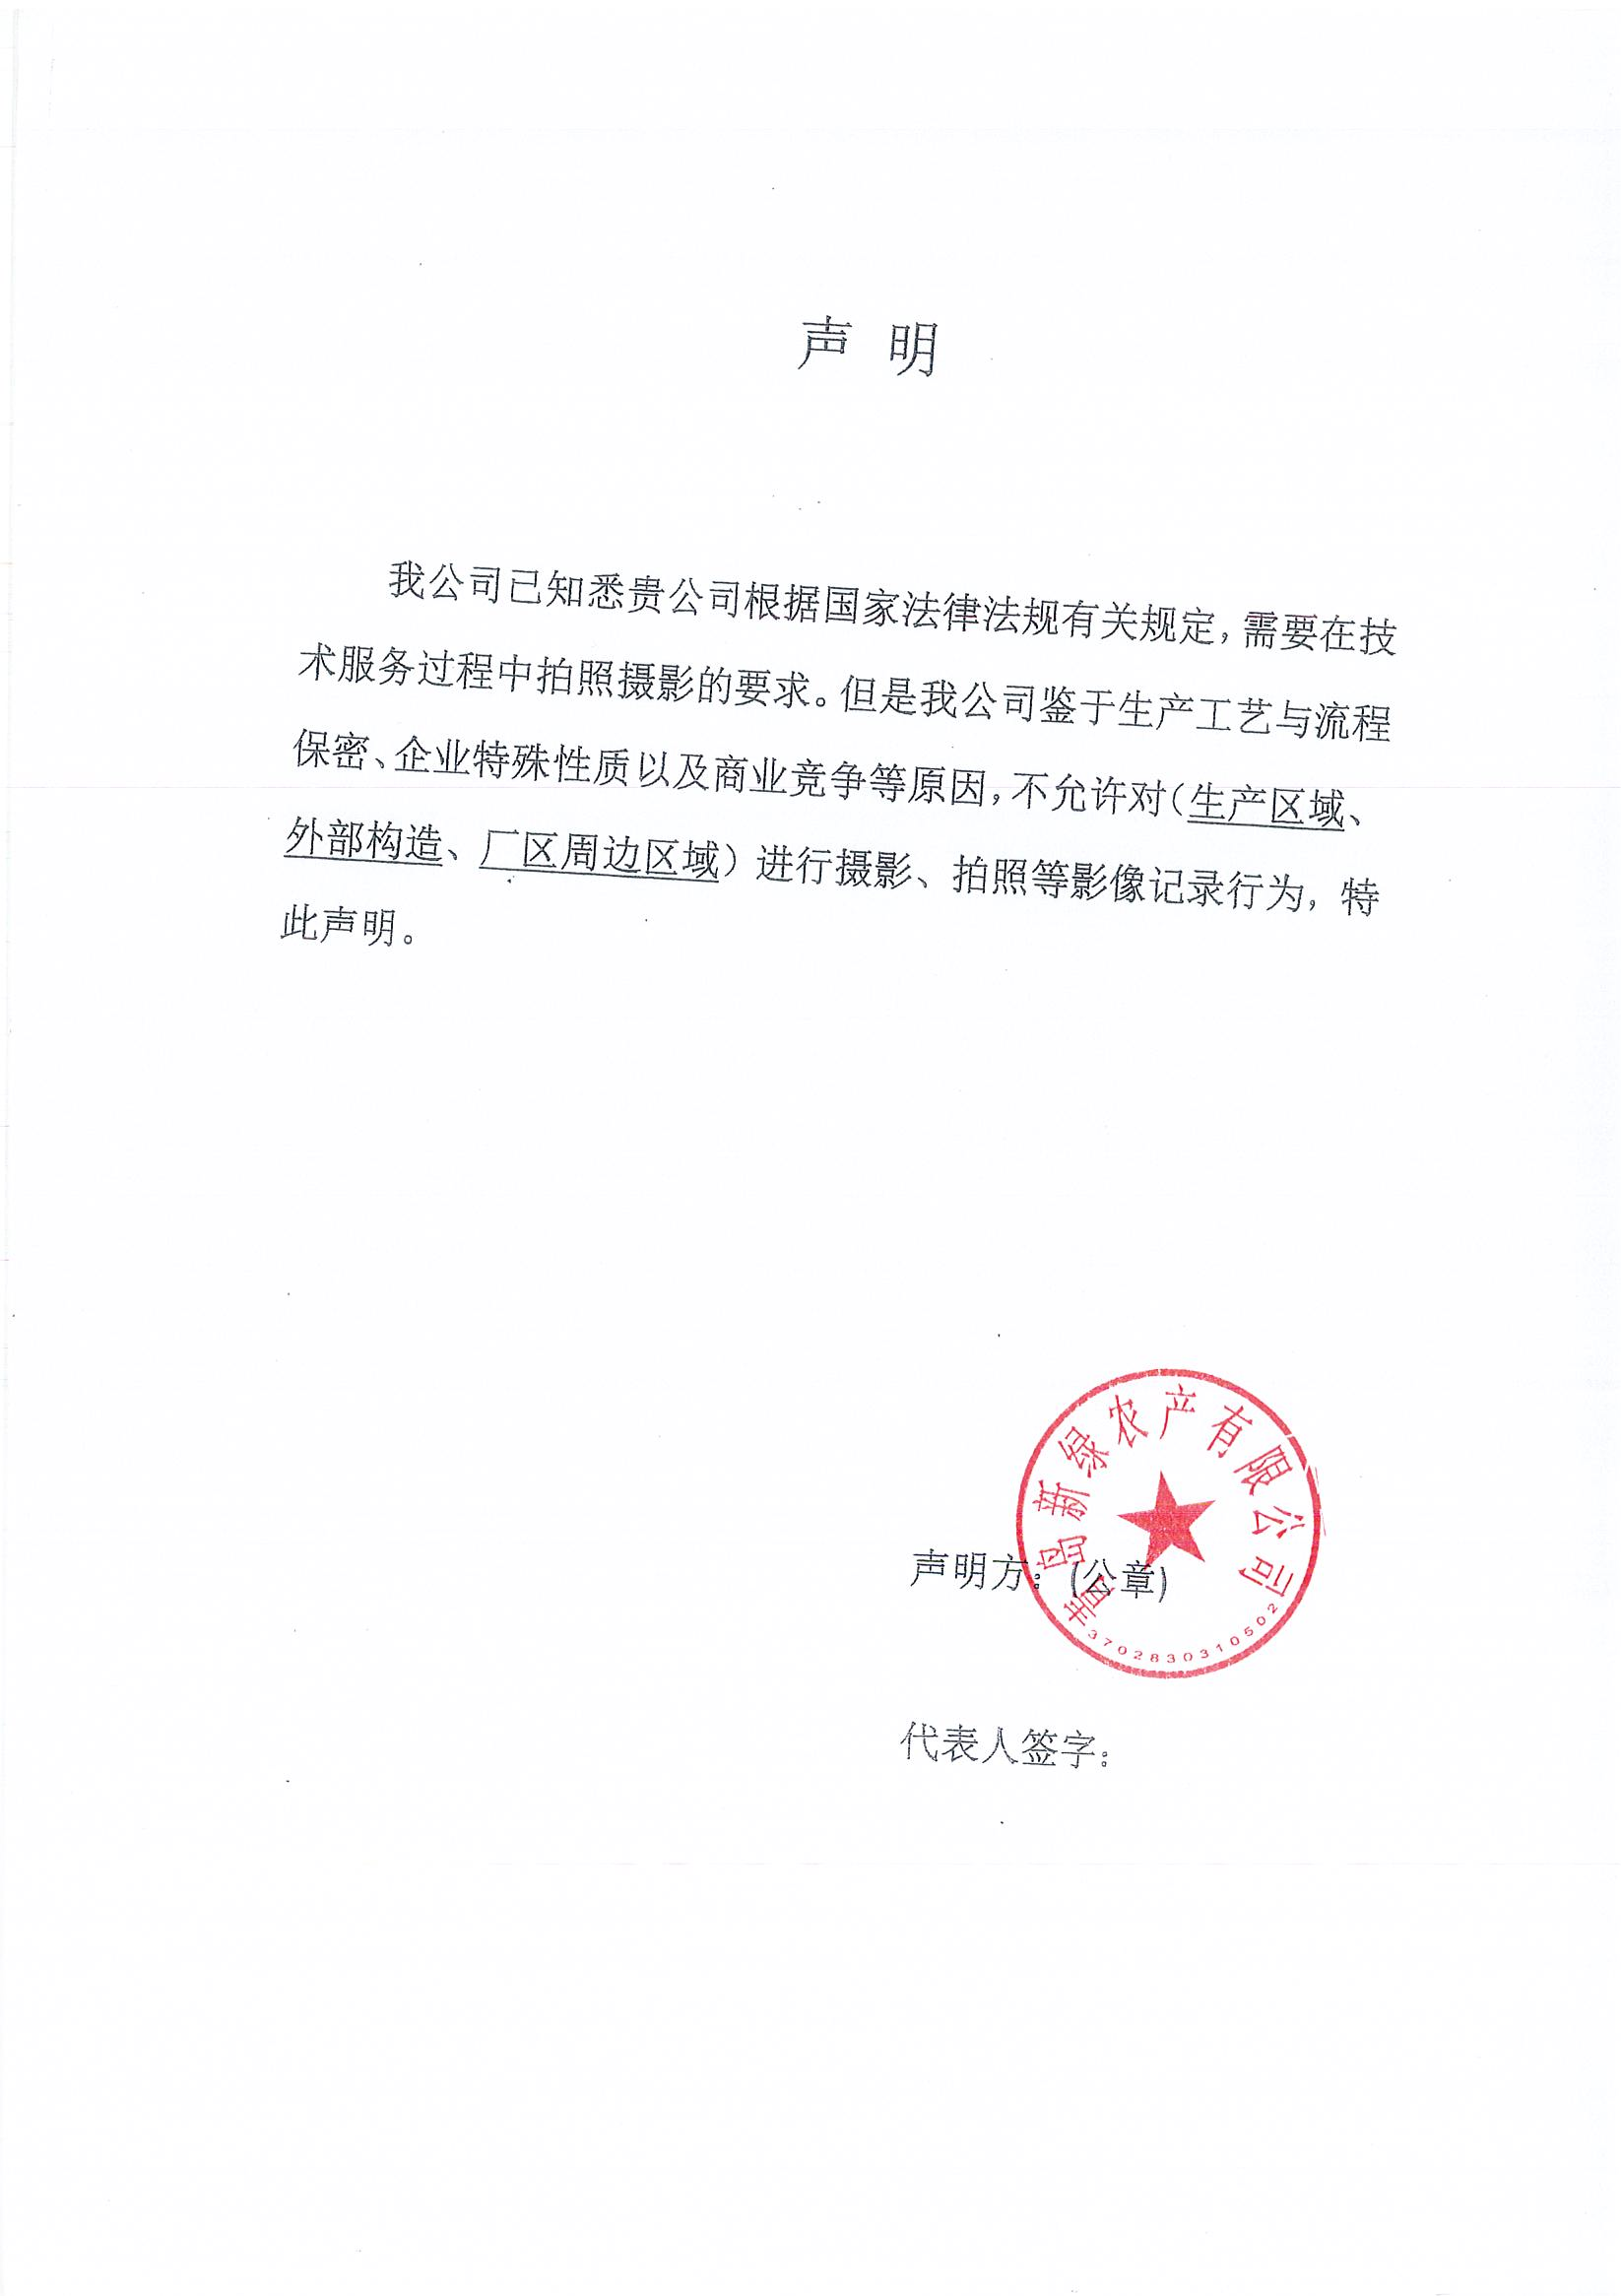 声 明
我公司已知悉贵公司根据国家法律法规有关规定，需要在技
术服务过程中拍照摄影的要求。但是我公司鉴于生产工艺与流程
保密、企业特殊性质以及商业竞争等原因，不允许对（生产区域、
外部构造、厂区周边区域）进行摄影、拍照等影像记录行为，特
此声明。
青岛新绿农产有限公司
声明方：(公章)
3702830310502
代表人签字：